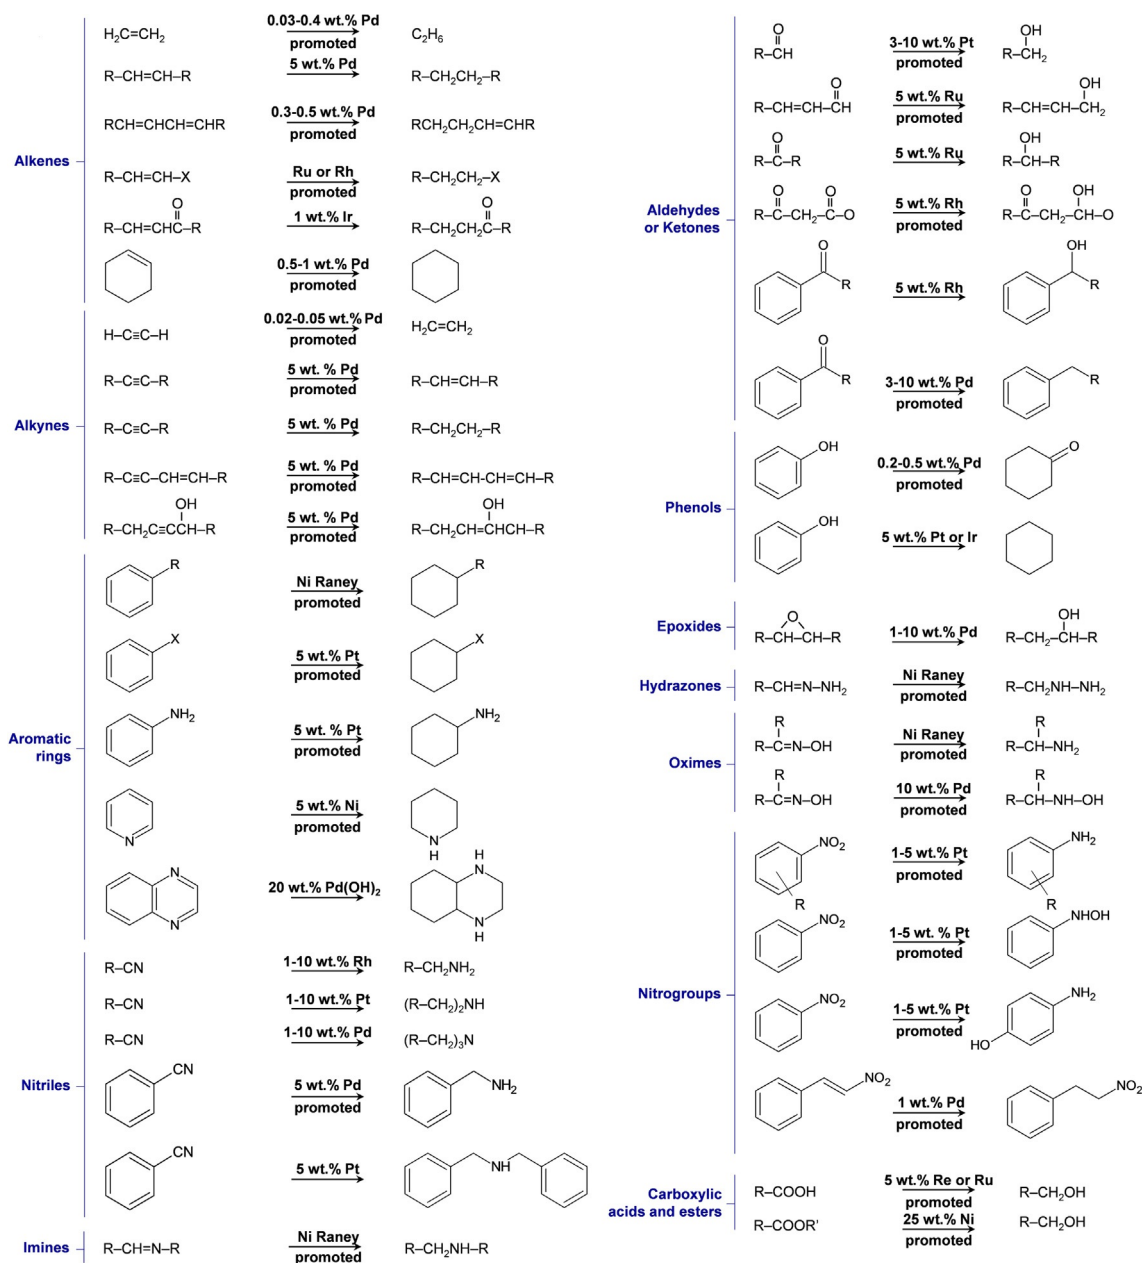 Alkenes
H₂C=CH₂ 0.03-0.4 wt.% Pd promoted C₂H₆
R–CH=CH–R 5 wt.% Pd R–CH₂CH₂–R
RCH=CHCH=CHR 0.3-0.5 wt.% Pd promoted RCH₂CH₂CH=CHR
R–CH=CH–X Ru or Rh promoted R–CH₂CH₂–X
R–CH=CHC(=O)–R 1 wt.% Ir R–CH₂CH₂C(=O)–R
0.5-1 wt.% Pd promoted
Alkynes
H–C≡C–H 0.02-0.05 wt.% Pd promoted H₂C=CH₂
R–C≡C–R 5 wt. % Pd promoted R–CH=CH–R
R–C≡C–R 5 wt. % Pd R–CH₂CH₂–R
R–C≡C–CH=CH–R 5 wt. % Pd promoted R–CH=CH–CH=CH–R
OH OH
R–CH₂C≡CCH–R 5 wt. % Pd promoted R–CH₂CH=CHCH–R
Aromatic rings
R Ni Raney promoted R
X 5 wt.% Pt promoted X
NH₂ 5 wt. % Pt promoted NH₂
N 5 wt.% Ni promoted N H
N N 20 wt.% Pd(OH)₂ H N N H
Nitriles
R–CN 1-10 wt.% Rh R–CH₂NH₂
R–CN 1-10 wt.% Pt (R–CH₂)₂NH
R–CN 1-10 wt.% Pd (R–CH₂)₃N
CN 5 wt.% Pd promoted NH₂
CN 5 wt.% Pt NH
Imines
R–CH=N–R Ni Raney promoted R–CH₂NH–R
Aldehydes or Ketones
O OH
R–CH 3-10 wt.% Pt promoted R–CH₂
O OH
R–CH=CH–CH 5 wt.% Ru promoted R–CH=CH–CH₂
O OH
R–C–R 5 wt.% Ru R–CH–R
O O O OH
R–C–CH₂–C–O 5 wt.% Rh promoted R–C–CH₂–CH–O
O R 5 wt.% Rh OH R
O R 3-10 wt.% Pd promoted R
Phenols
OH 0.2-0.5 wt.% Pd promoted O
OH 5 wt.% Pt or Ir
Epoxides
O OH
R–CH–CH–R 1-10 wt.% Pd R–CH₂–CH–R
Hydrazones
R–CH=N–NH₂ Ni Raney promoted R–CH₂NH–NH₂
Oximes
R R
R–C=N–OH Ni Raney promoted R–CH–NH₂
R R
R–C=N–OH 10 wt.% Pd promoted R–CH–NH–OH
Nitrogroups
NO₂ R 1-5 wt.% Pt promoted NH₂ R
NO₂ 1-5 wt. % Pt promoted NHOH
NO₂ 1-5 wt.% Pt promoted NH₂ HO
NO₂ 1 wt.% Pd promoted NO₂
Carboxylic acids and esters
R–COOH 5 wt.% Re or Ru promoted R–CH₂OH
R–COOR' 25 wt.% Ni promoted R–CH₂OH